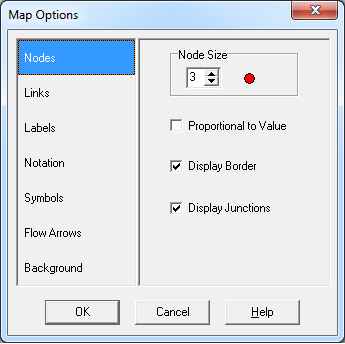 Map Options
Nodes
Links
Labels
Notation
Symbols
Flow Arrows
Background
Node Size
3
Proportional to Value
Display Border
Display Junctions
OK
Cancel
Help